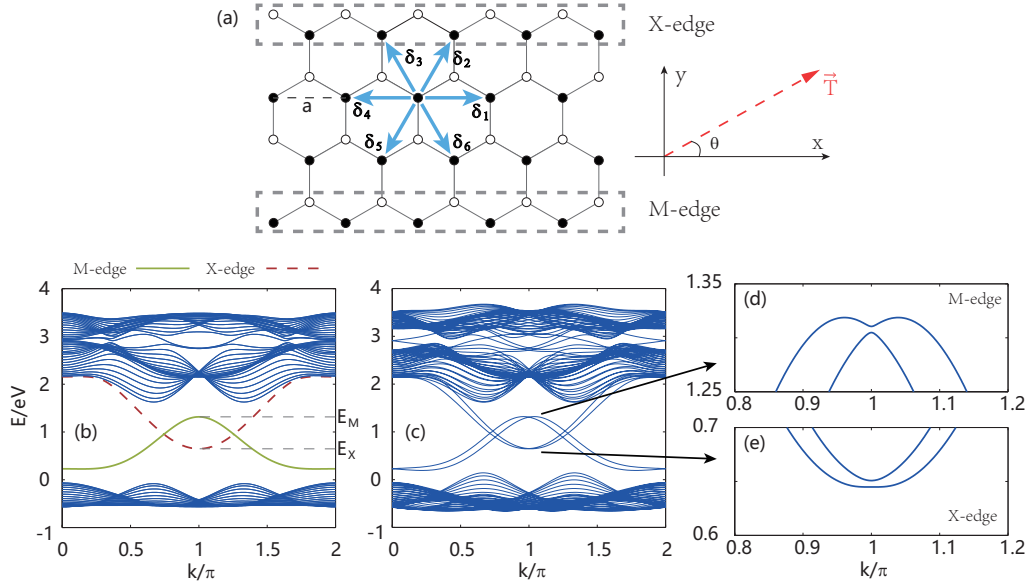 (a)
X-edge
δ₃
δ₂
a
δ₄
δ₁
δ₅
δ₆
M-edge
y
T⃗
θ
x
M-edge
X-edge
4
3
2
1
0
-1
E/eV
(b)
E_M
E_X
0
0.5
1
1.5
2
k/π
4
3
2
1
0
-1
(c)
0
0.5
1
1.5
2
k/π
1.35
(d)
M-edge
1.25
0.8
0.9
1
1.1
1.2
0.7
(e)
X-edge
0.6
0.8
0.9
1
1.1
1.2
k/π